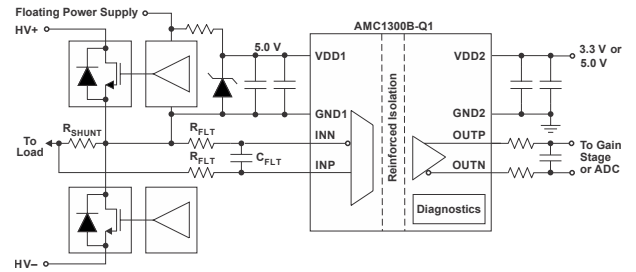 Floating Power Supply
HV+
AMC1300B-Q1
5.0 V
VDD1
VDD2
3.3 V or
5.0 V
GND1
GND2
Reinforced Isolation
To
Load
RSHUNT
RFLT
INN
OUTP
To Gain
Stage
or ADC
RFLT
CFLT
INP
OUTN
Diagnostics
HV–